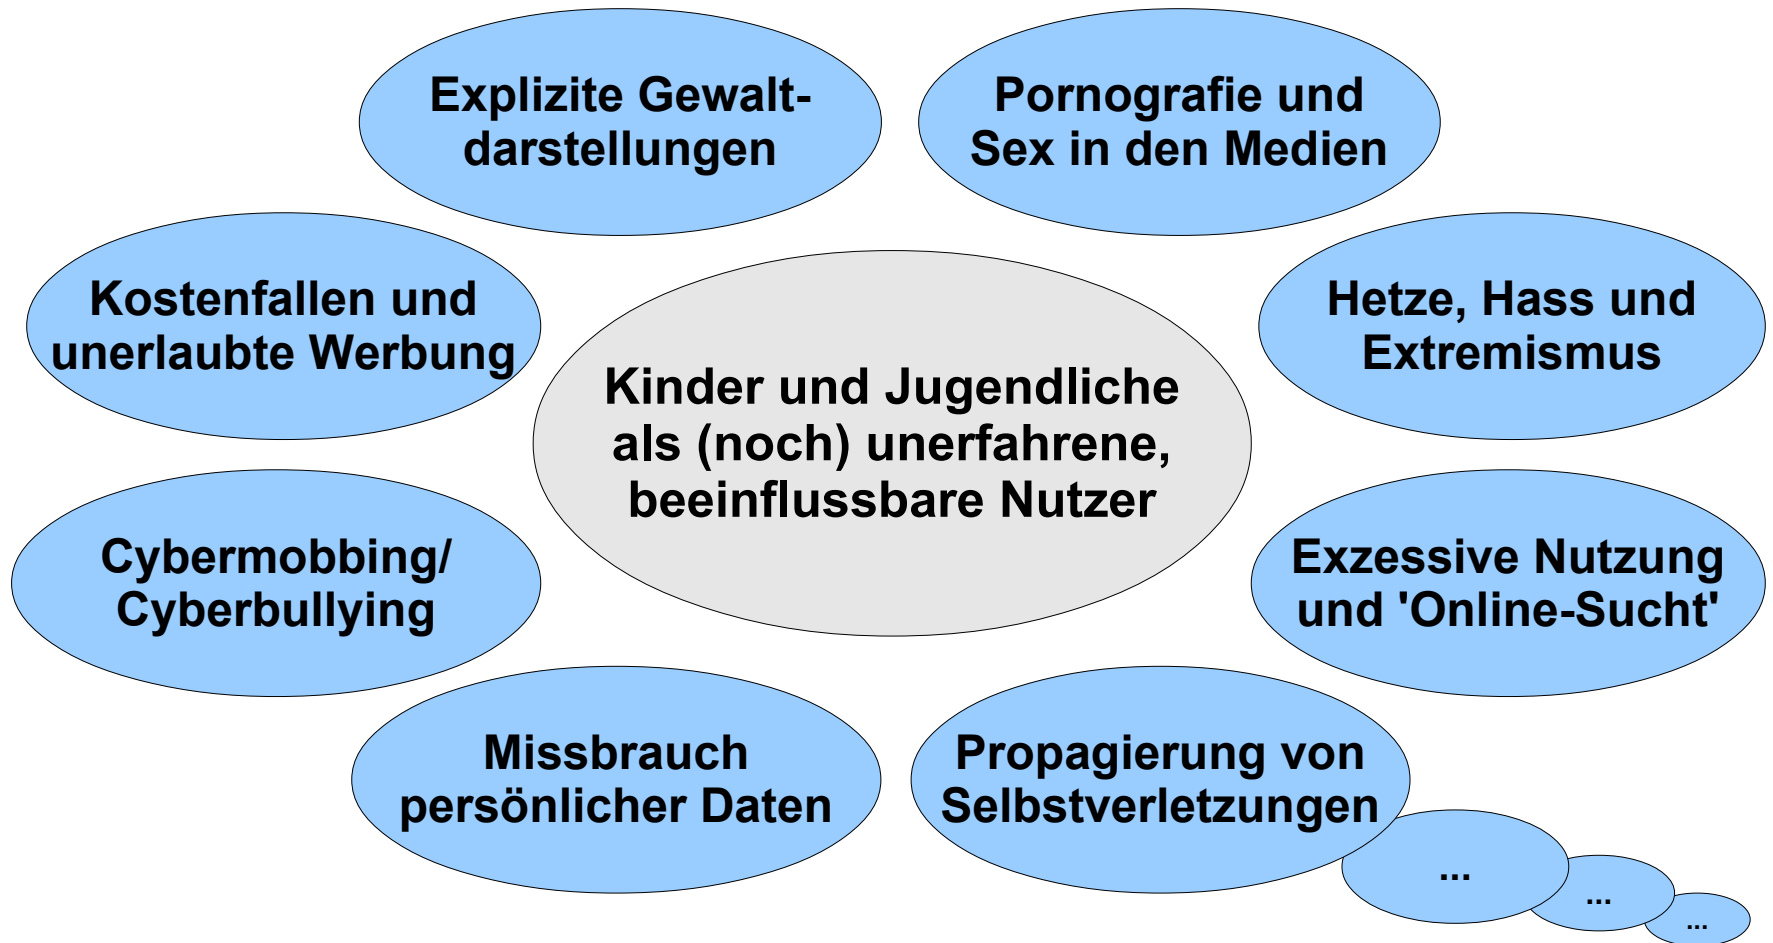 Explizite Gewalt-
darstellungen
Pornografie und
Sex in den Medien
Kostenfallen und
unerlaubte Werbung
Hetze, Hass und
Extremismus
Kinder und Jugendliche
als (noch) unerfahrene,
beeinflussbare Nutzer
Cybermobbing/
Cyberbullying
Exzessive Nutzung
und 'Online-Sucht'
Missbrauch
persönlicher Daten
Propagierung von
Selbstverletzungen
...
...
...